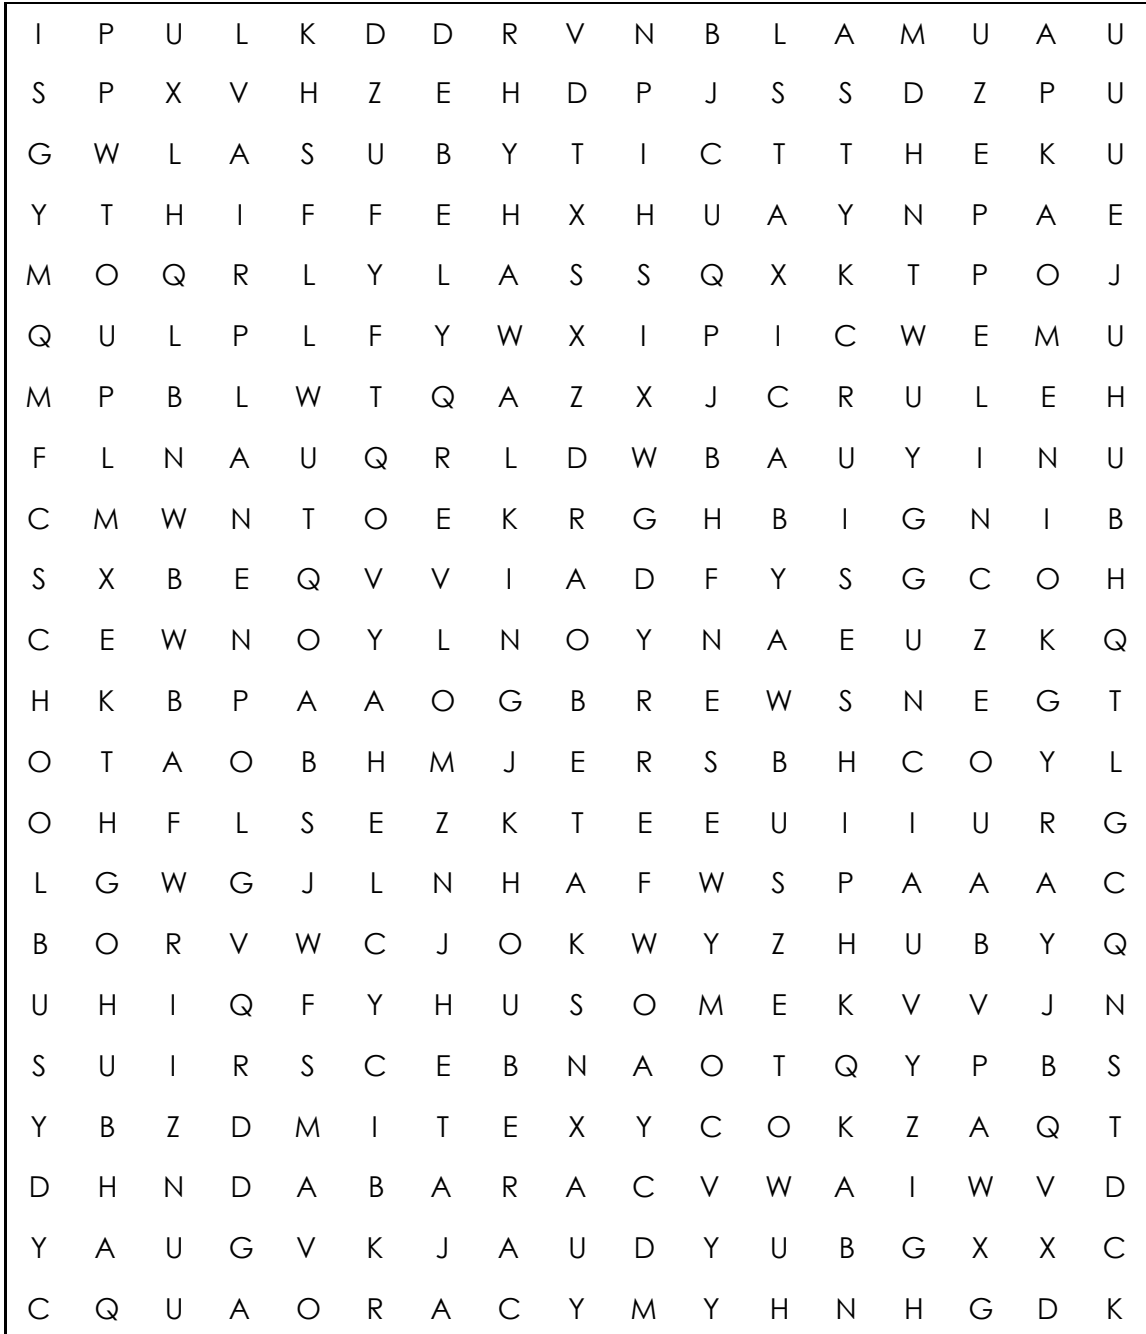 I P U L K D D R V N B L A M U A U
S P X V H Z E H D P J S S D Z P U
G W L A S U B Y T I C T T H E K U
Y T H I F F E H X H U A Y N P A E
M O Q R L Y L A S S Q X K T P O J
Q U L P L F Y W X I P I C W E M U
M P B L W T Q A Z X J C R U L E H
F L N A U Q R L D W B A U Y I N U
C M W N T O E K R G H B I G N I B
S X B E Q V V I A D F Y S G C O H
C E W N O Y L N O Y N A E U Z K Q
H K B P A A O G B R E W S N E G T
O T A O B H M J E R S B H C O Y L
O H F L S E Z K T E E U I I U R G
L G W G J L N H A F W S P A A A C
B O R V W C J O K W Y Z H U B Y Q
U H I Q F Y H U S O M E K V V J N
S U I R S C E B N A O T Q Y P B S
Y B Z D M I T E X Y C O K Z A Q T
D H N D A B A R A C V W A I W V D
Y A U G V K J A U D Y U B G X X C
C Q U A O R A C Y M Y H N H G D K